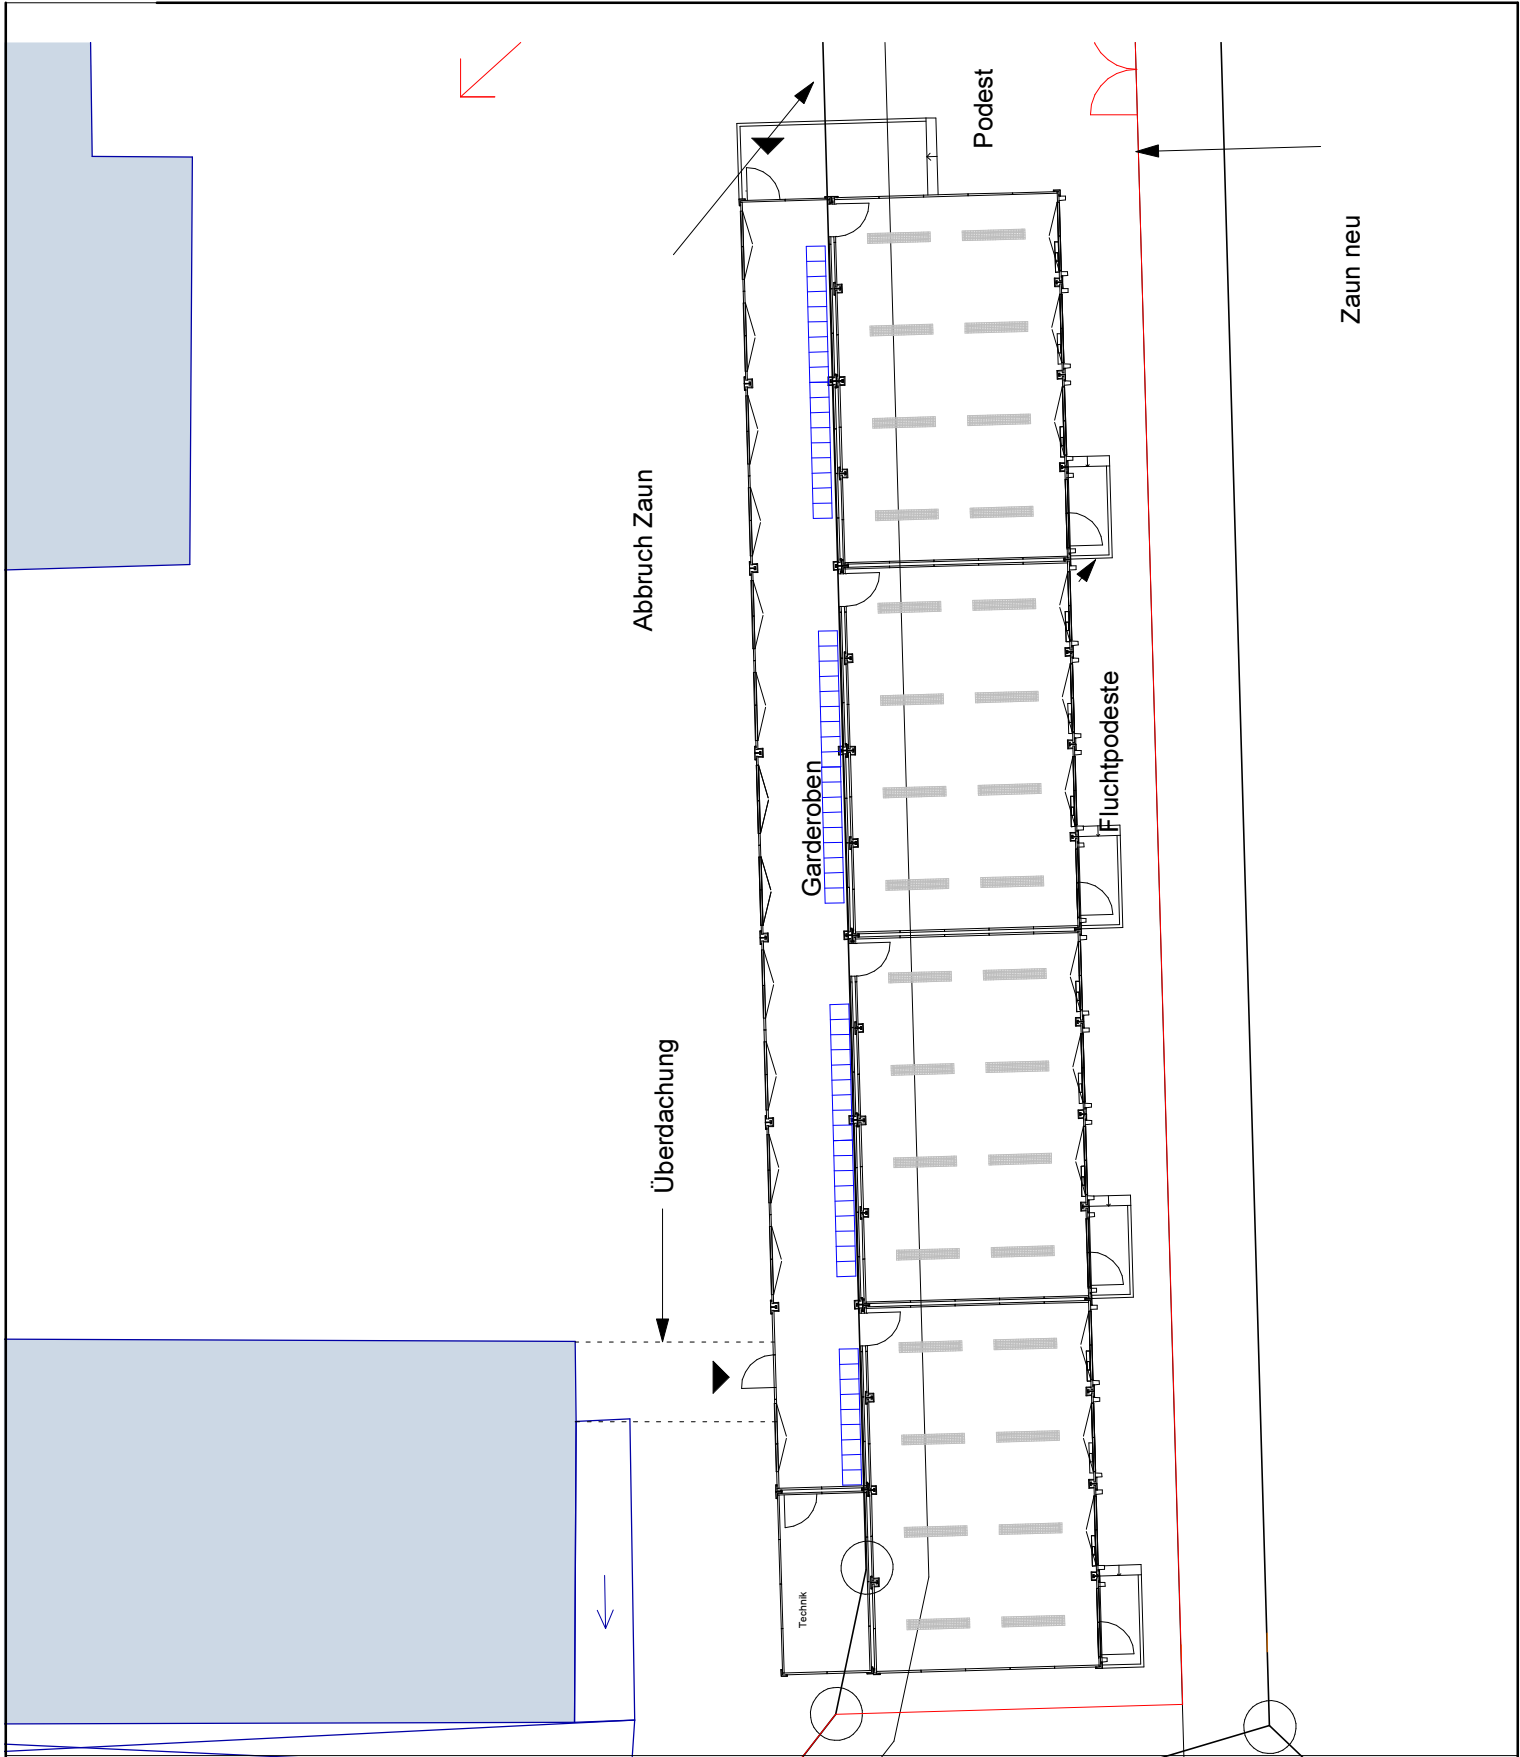 Podest
Zaun neu
Abbruch Zaun
Garderoben
Fluchtpodeste
Überdachung
Technik